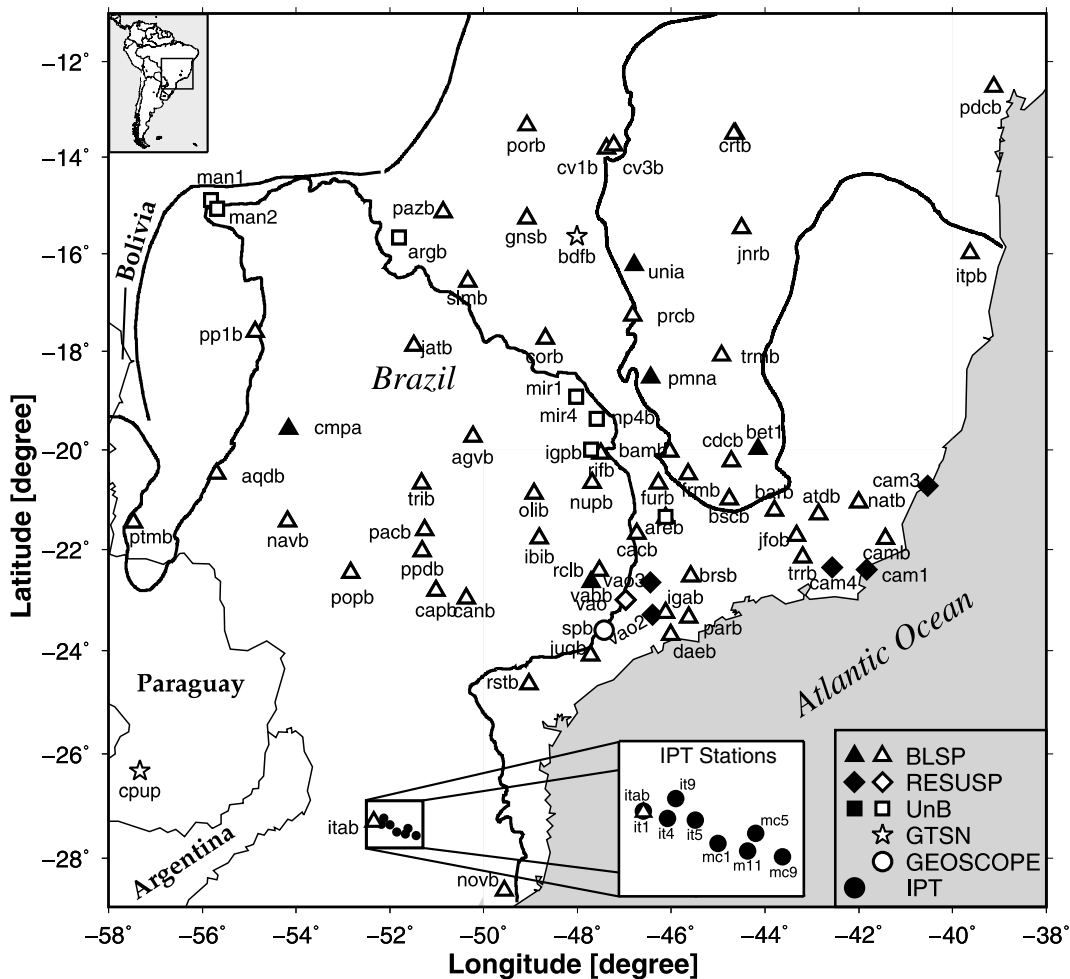 −12°
−14°
−16°
−18°
−20°
−22°
−24°
−26°
−28°
Latitude [degree]
pdcb
porb
cv1b
cv3b
crtb
man1
man2
pazb
gnsb
bdfb
jnrb
argb
itpb
Bolivia
slmb
unia
prcb
pp1b
jatb
corb
trmb
Brazil
mir1
pmna
mir4
np4b
cmpa
agvb
igpb
bamb
cdcb
bet1
rifb
aqdb
trib
olib
nupb
furb
frmb
bscb
barb
atdb
natb
cam3
areb
ptmb
navb
pacb
ibib
cacb
jfob
camb
ppdb
rclb
vao3
brsb
trrb
cam4
cam1
popb
capb
canb
vabb
vao
igab
spb
vao2
parb
juqb
daeb
rstb
Paraguay
Atlantic Ocean
cpup
Argentina
itab
novb
IPT Stations
itab
it9
it1
it4
it5
mc5
mc1
m11
mc9
BLSP
RESUSP
UnB
GTSN
GEOSCOPE
IPT
−58°
−56°
−54°
−52°
−50°
−48°
−46°
−44°
−42°
−40°
−38°
Longitude [degree]